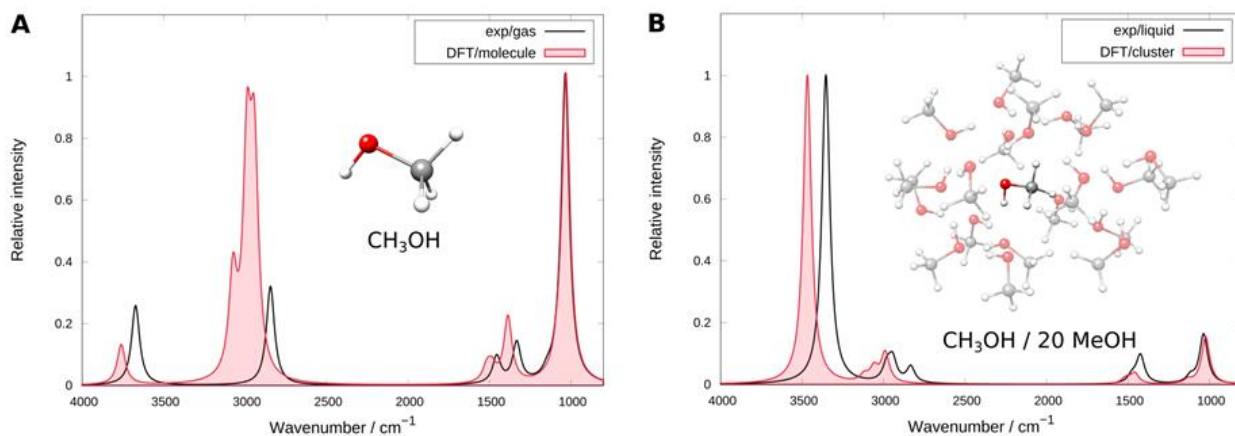 A
exp/gas
DFT/molecule
1
0.8
0.6
0.4
0.2
0
Relative intensity
CH₃OH
4000 3500 3000 2500 2000 1500 1000
Wavenumber / cm⁻¹
B
exp/liquid
DFT/cluster
1
0.8
0.6
0.4
0.2
0
Relative intensity
CH₃OH / 20 MeOH
4000 3500 3000 2500 2000 1500 1000
Wavenumber / cm⁻¹